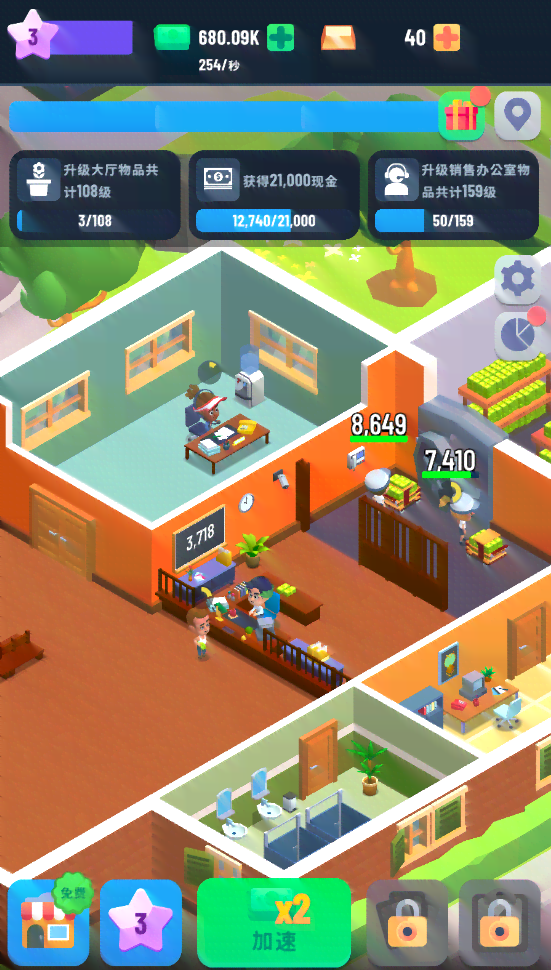 3
680.09K
40
254/秒
升级大厅物品共
计108级
3/108
获得21,000现金
12,740/21,000
升级销售办公室物
品共计159级
50/159
8,649
7,410
3,718
免费
3
x2
加速